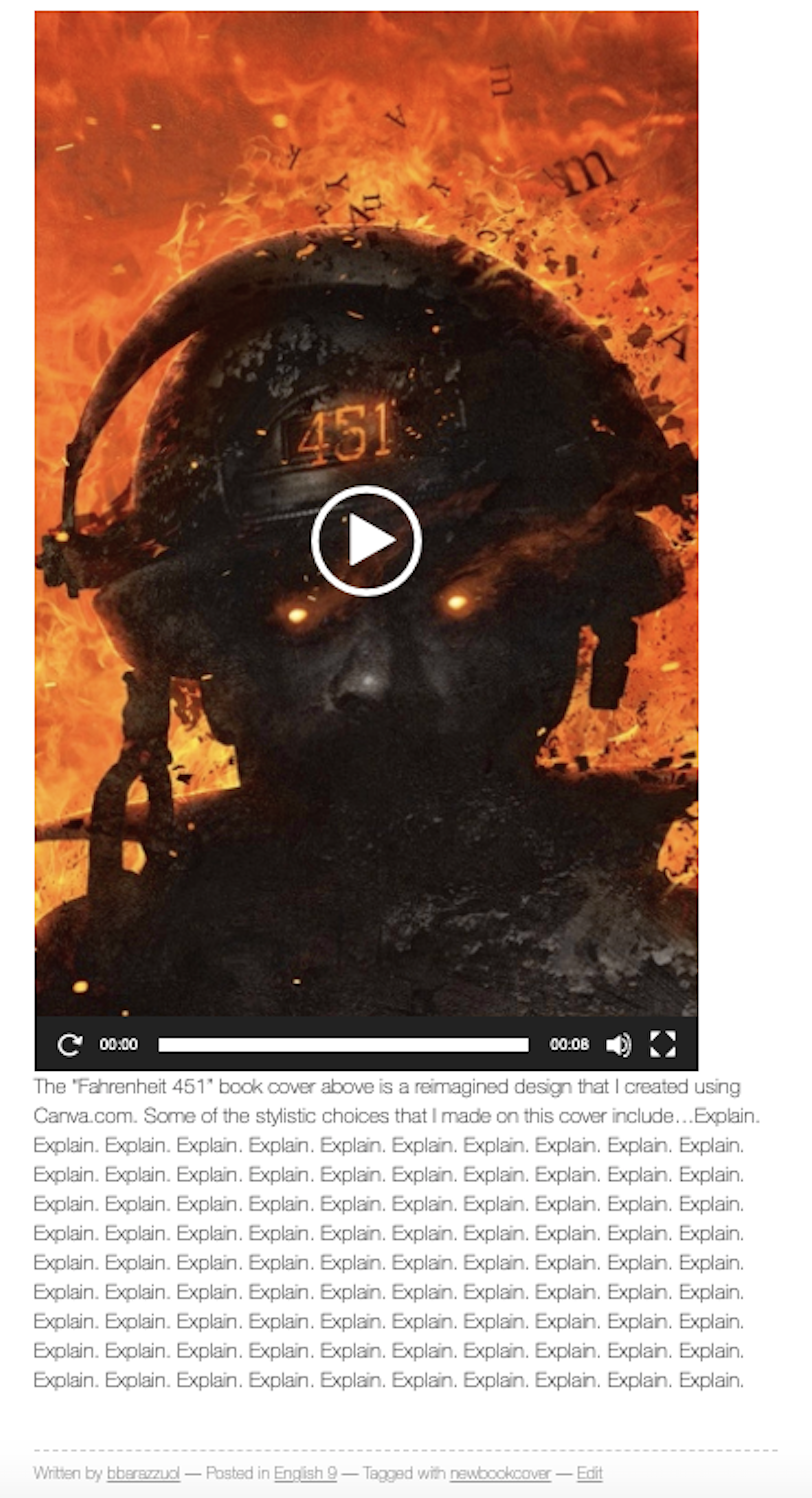 m
A
k
Y
n
A
m
k
A
451
00:00 00:08
The "Fahrenheit 451" book cover above is a reimagined design that I created using
Canva.com. Some of the stylistic choices that I made on this cover include...Explain.
Explain. Explain. Explain. Explain. Explain. Explain. Explain. Explain. Explain. Explain.
Explain. Explain. Explain. Explain. Explain. Explain. Explain. Explain. Explain. Explain.
Explain. Explain. Explain. Explain. Explain. Explain. Explain. Explain. Explain. Explain.
Explain. Explain. Explain. Explain. Explain. Explain. Explain. Explain. Explain. Explain.
Explain. Explain. Explain. Explain. Explain. Explain. Explain. Explain. Explain. Explain.
Explain. Explain. Explain. Explain. Explain. Explain. Explain. Explain. Explain. Explain.
Explain. Explain. Explain. Explain. Explain. Explain. Explain. Explain. Explain. Explain.
Explain. Explain. Explain. Explain. Explain. Explain. Explain. Explain. Explain. Explain.
Explain. Explain. Explain. Explain. Explain. Explain. Explain. Explain. Explain. Explain.
Written by bbarazzuol — Posted in English 9 — Tagged with newbookcover — Edit